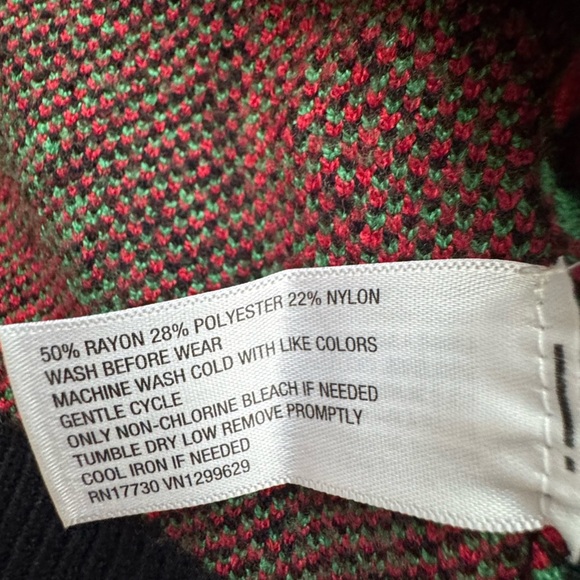 50% RAYON 28% POLYESTER 22% NYLON
WASH BEFORE WEAR
MACHINE WASH COLD WITH LIKE COLORS
GENTLE CYCLE
ONLY NON-CHLORINE BLEACH IF NEEDED
TUMBLE DRY LOW REMOVE PROMPTLY
COOL IRON IF NEEDED
RN17730 VN1299629